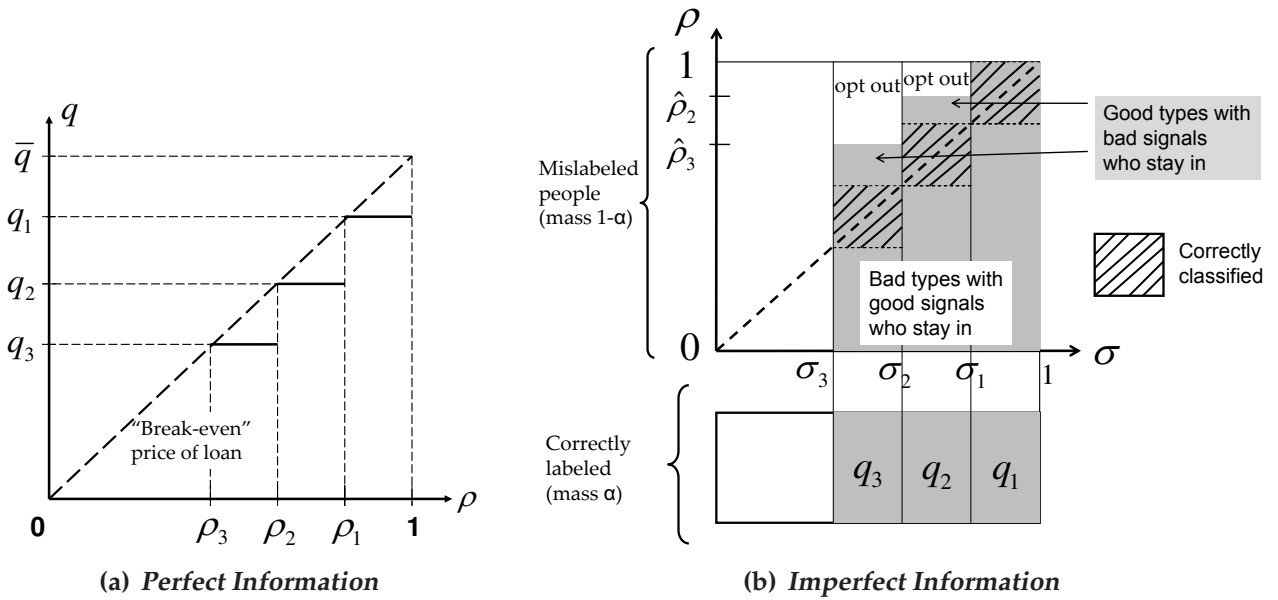 q
q̄
q₁
q₂
q₃
"Break-even"
price of loan
0
ρ₃
ρ₂
ρ₁
1
ρ
(a) Perfect Information
ρ
1
ρ̂₂
ρ̂₃
0
opt out
opt out
Mislabeled
people
(mass 1-α)
Good types with
bad signals
who stay in
Correctly
classified
Bad types with
good signals
who stay in
σ₃
σ₂
σ₁
1
σ
Correctly
labeled
(mass α)
q₃
q₂
q₁
(b) Imperfect Information